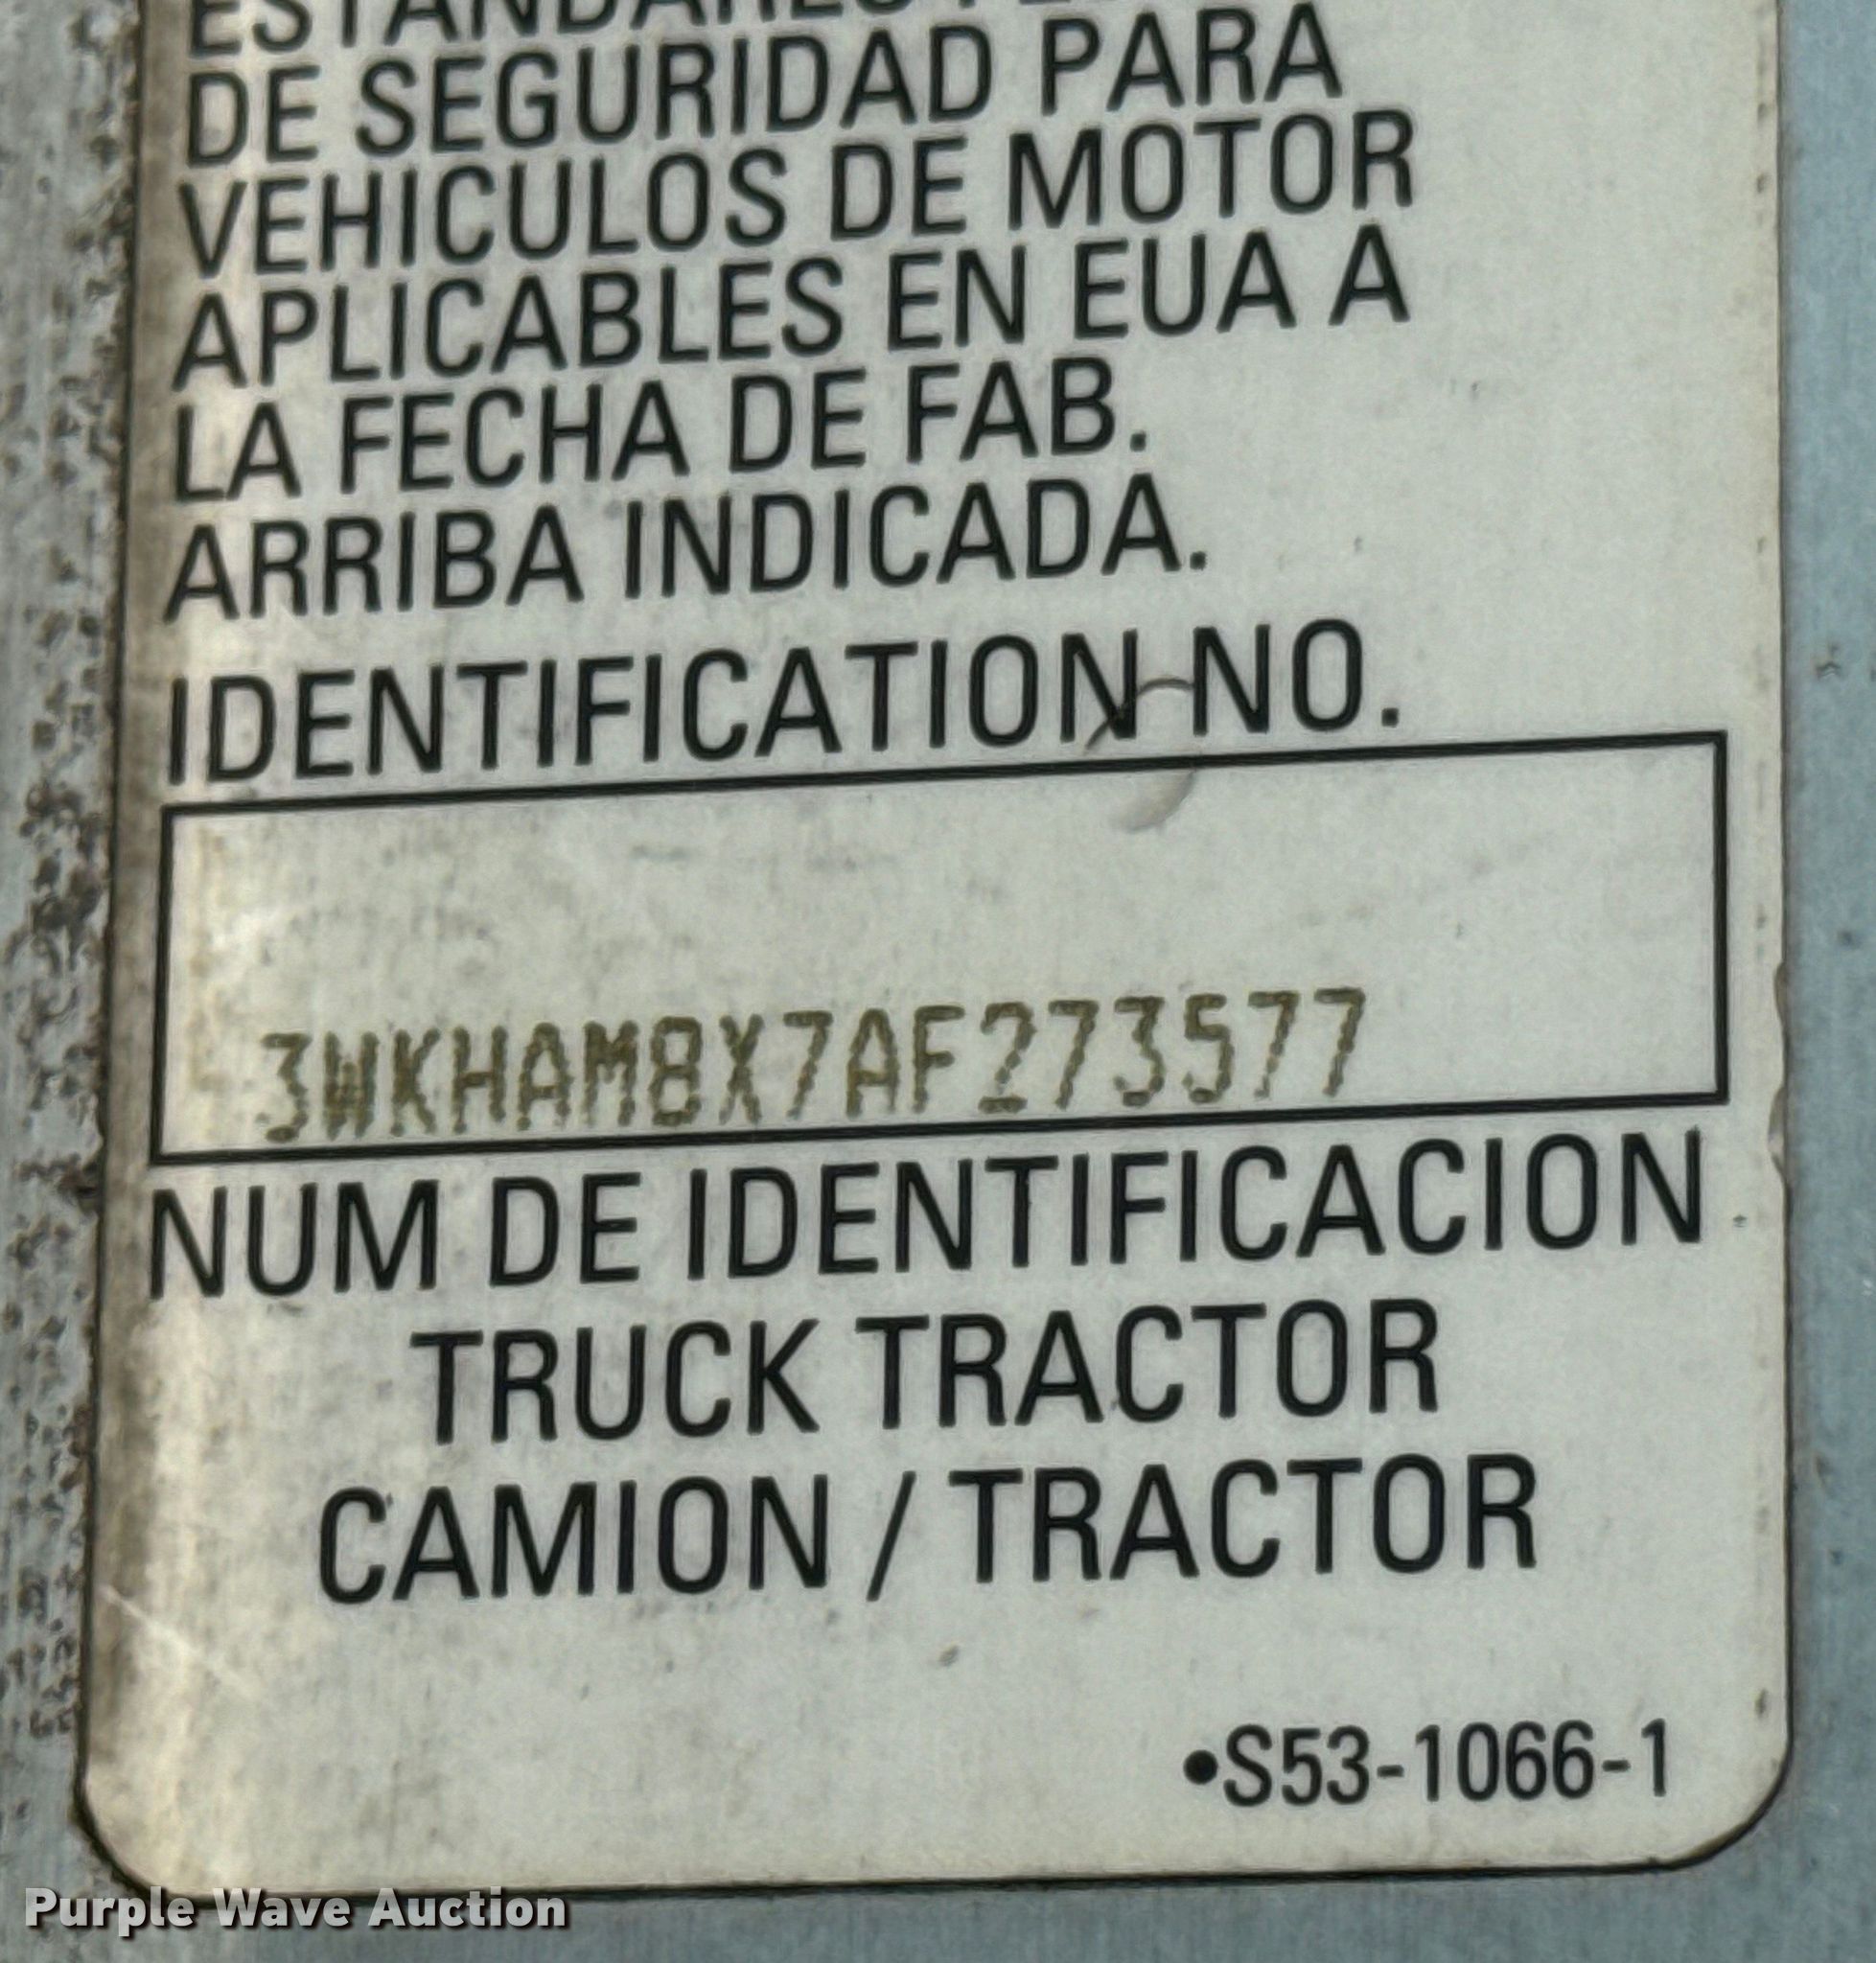 ESTANDARES
DE SEGURIDAD PARA
VEHICULOS DE MOTOR
APLICABLES EN EUA A
LA FECHA DE FAB.
ARRIBA INDICADA.
IDENTIFICATION NO.
3WKHAM8X7AF273577
NUM DE IDENTIFICACION
TRUCK TRACTOR
CAMION / TRACTOR
•S53-1066-1
Purple Wave Auction